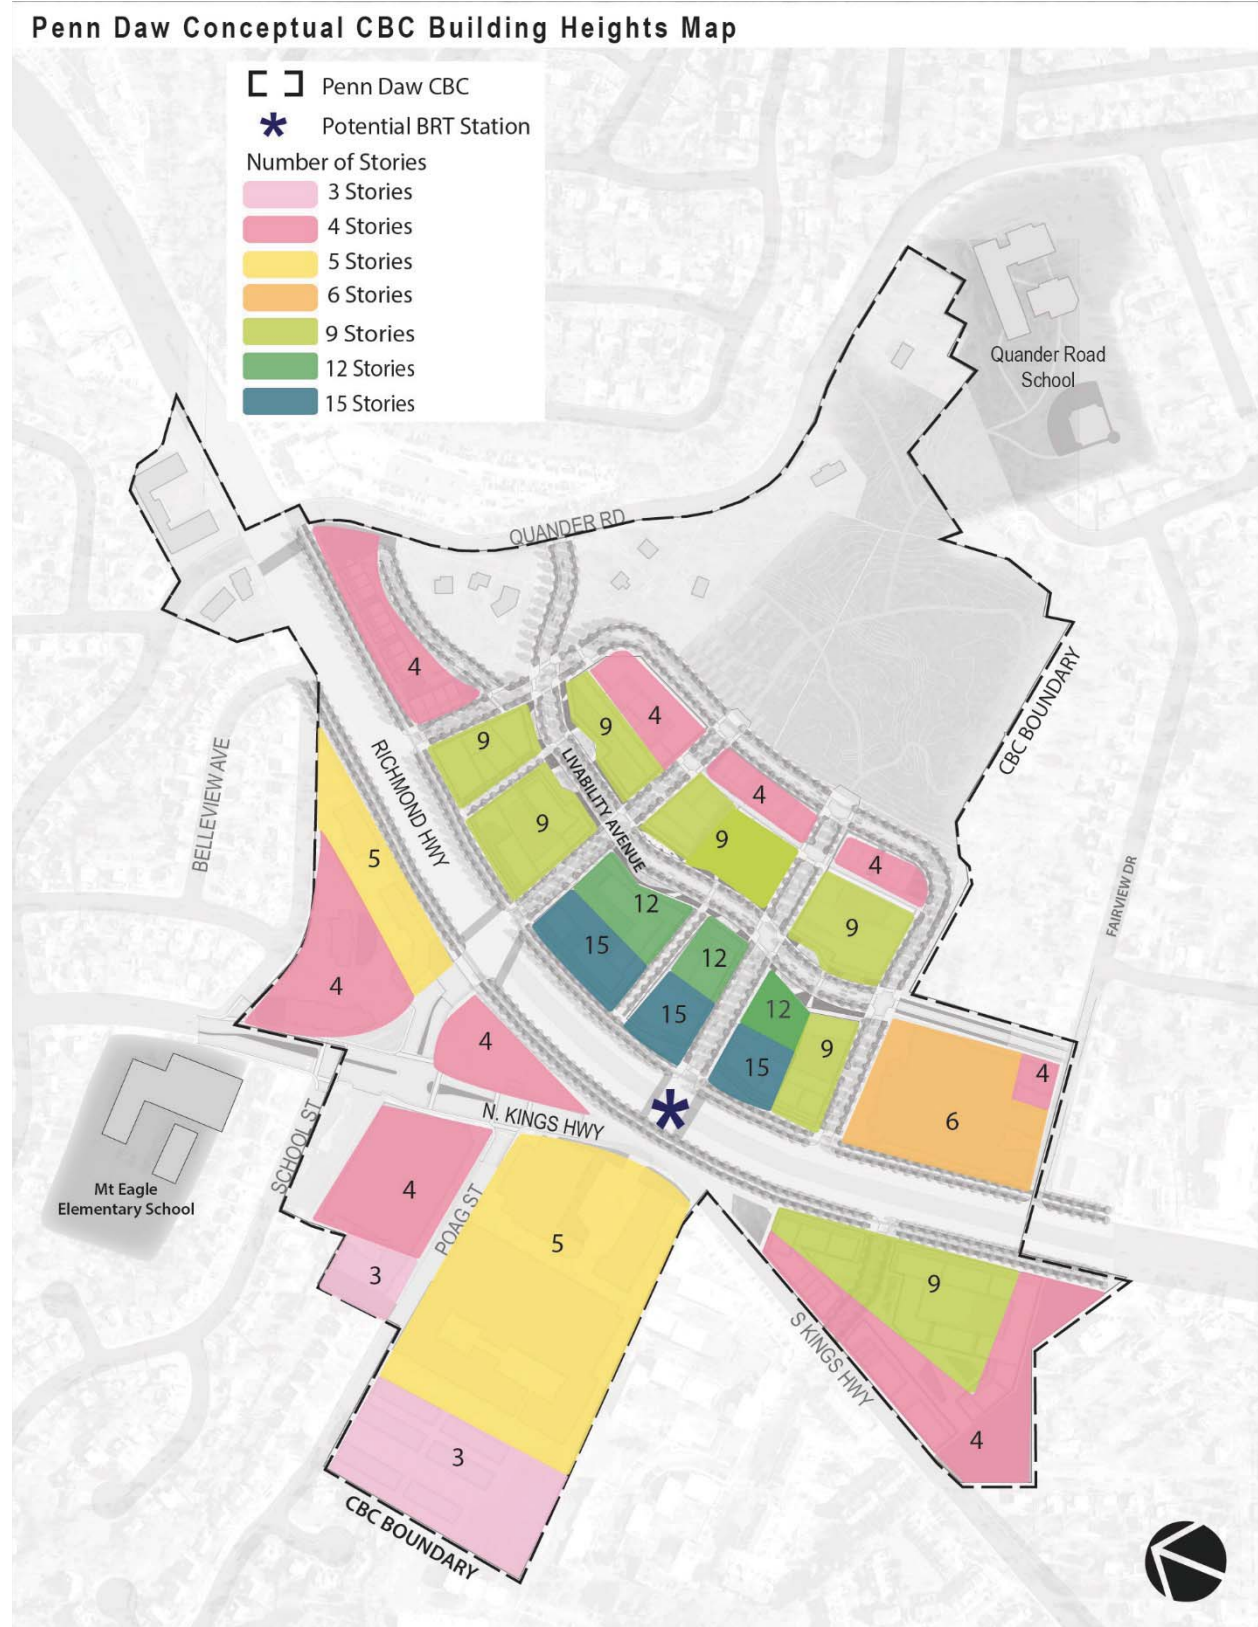 Penn Daw Conceptual CBC Building Heights Map
Penn Daw CBC
* Potential BRT Station
Number of Stories
3 Stories
4 Stories
5 Stories
6 Stories
9 Stories
12 Stories
15 Stories
Quander Road
School
QUANDER RD
CBC BOUNDARY
BELLEVIEW AVE
RICHMOND HWY
LIVABILITY AVENUE
FAIRVIEW DR
4
9
9
4
9
4
9
4
9
5
4
12
15
12
15
12
15
9
4
4
6
*
N. KINGS HWY
SCHOOL ST
Mt Eagle
Elementary School
4
POAG ST
3
5
9
S KINGS HWY
4
3
CBC BOUNDARY